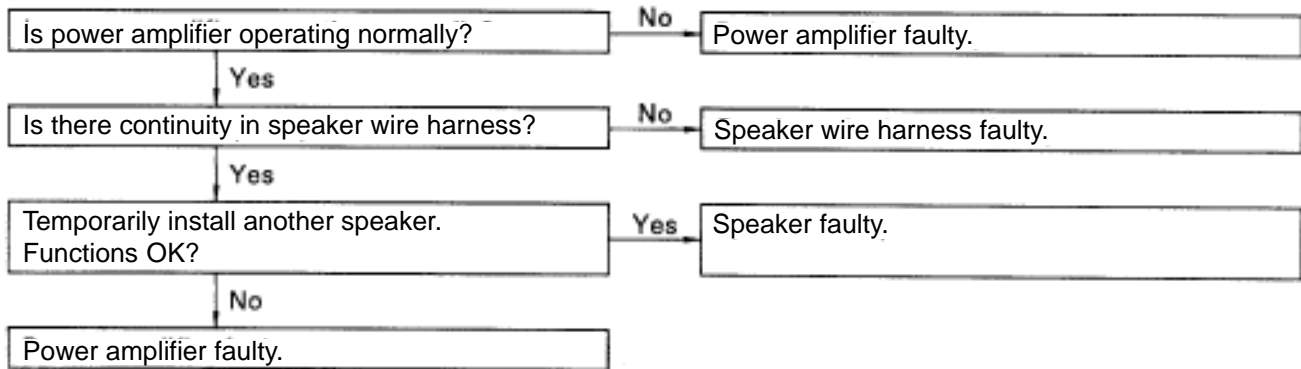 Is power amplifier operating normally?
No
Power amplifier faulty.
Yes
Is there continuity in speaker wire harness?
No
Speaker wire harness faulty.
Yes
Temporarily install another speaker.
Functions OK?
Yes
Speaker faulty.
No
Power amplifier faulty.